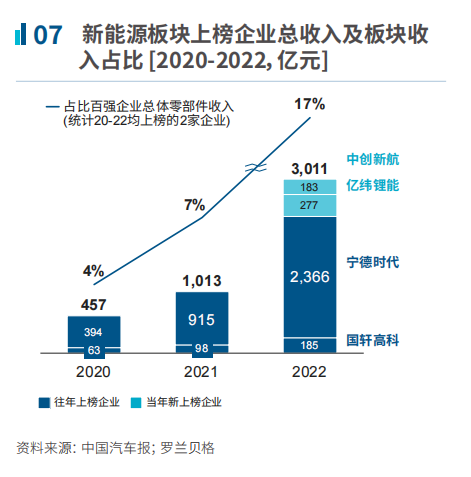 07 新能源板块上榜企业总收入及板块收
入占比 [2020-2022, 亿元]
占比百强企业总体零部件收入
(统计20-22均上榜的2家企业)
17%
7%
4%
3,011
中创新航
183
亿纬锂能
277
1,013
宁德时代
457
2,366
915
394
国轩高科
63
98
185
2020 2021 2022
往年上榜企业 当年新上榜企业
资料来源: 中国汽车报; 罗兰贝格